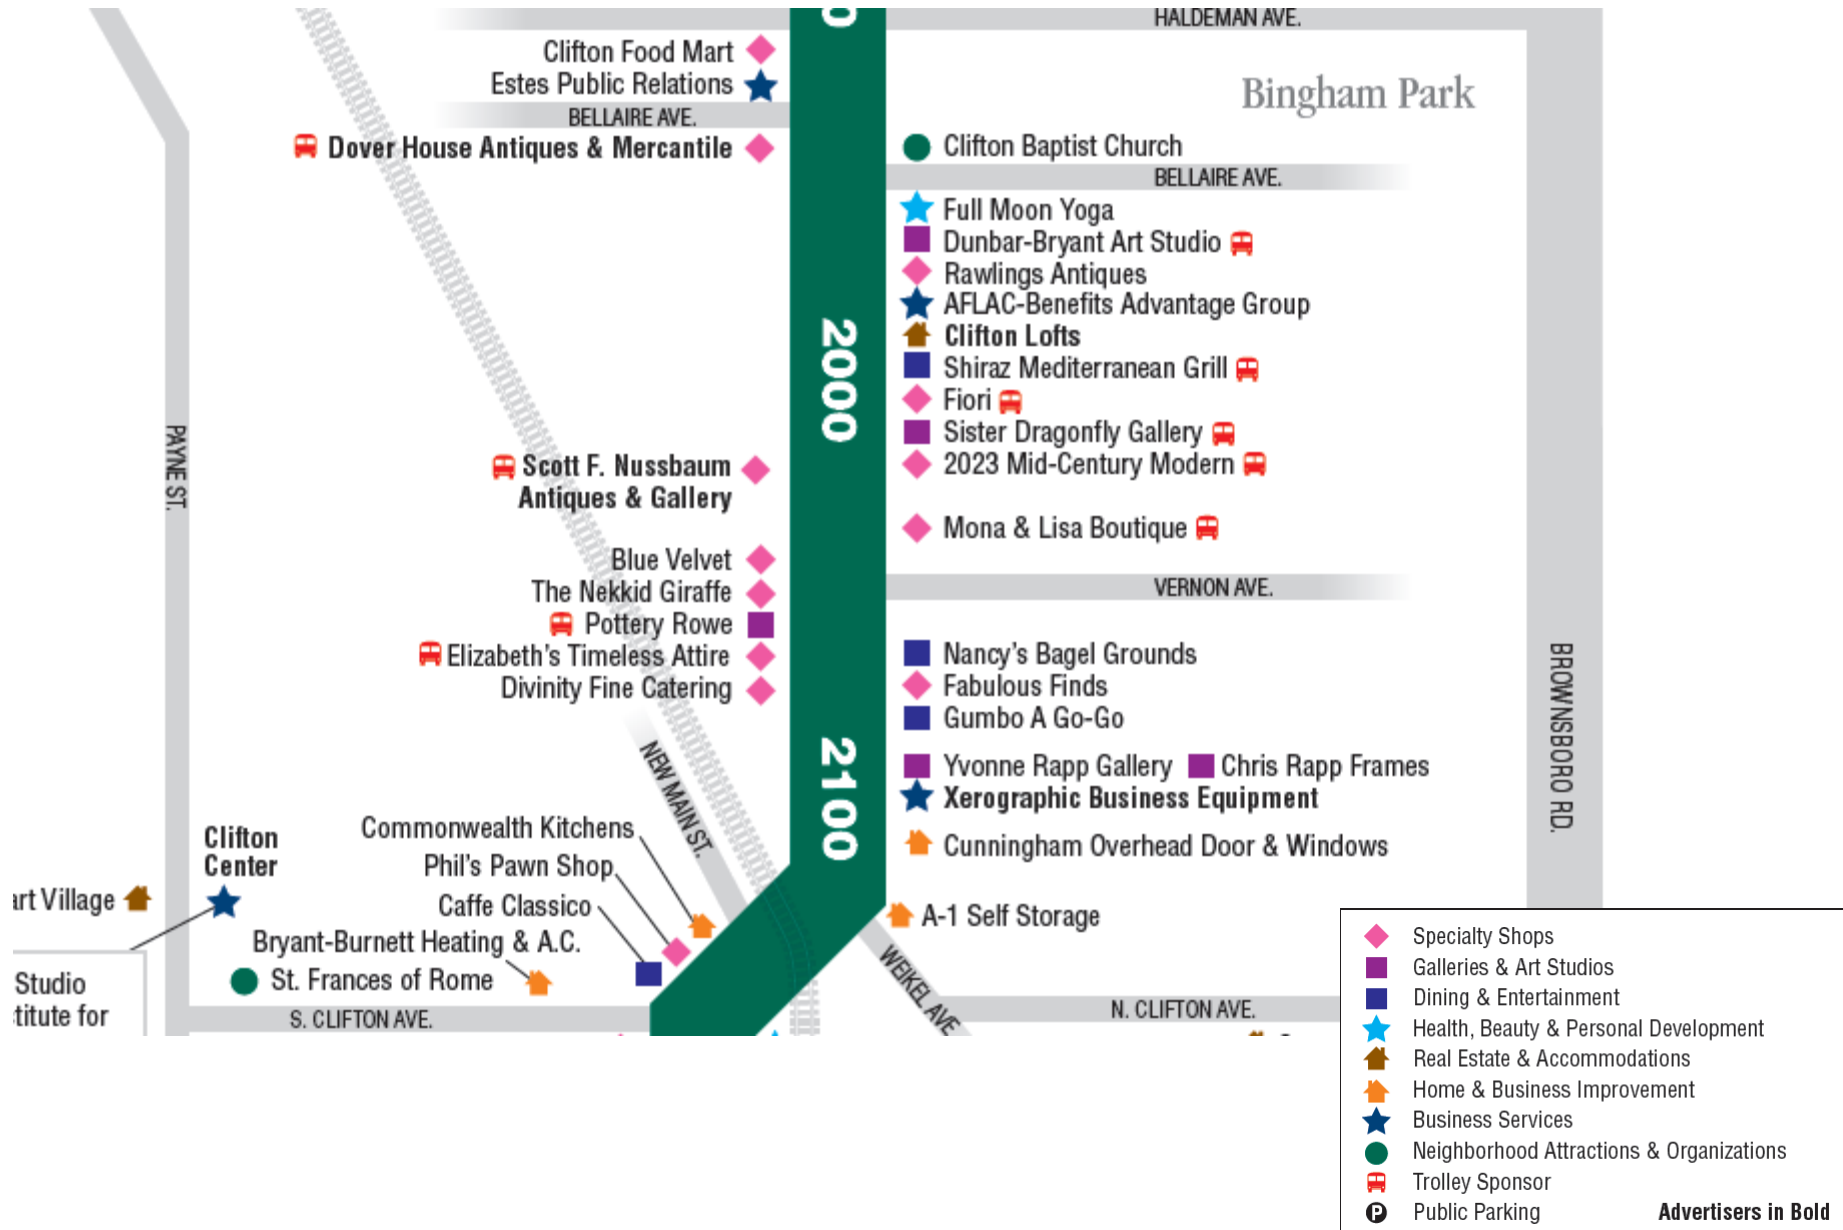 HALDEMAN AVE.
Clifton Food Mart
Estes Public Relations
Bingham Park
BELLAIRE AVE.
Dover House Antiques & Mercantile
Clifton Baptist Church
BELLAIRE AVE.
Full Moon Yoga
Dunbar-Bryant Art Studio
Rawlings Antiques
AFLAC-Benefits Advantage Group
Clifton Lofts
Shiraz Mediterranean Grill
Fiori
Sister Dragonfly Gallery
2023 Mid-Century Modern
Mona & Lisa Boutique
2000
PAYNE ST.
Scott F. Nussbaum
Antiques & Gallery
Blue Velvet
The Nekkid Giraffe
Pottery Rowe
Elizabeth's Timeless Attire
Divinity Fine Catering
VERNON AVE.
Nancy's Bagel Grounds
Fabulous Finds
Gumbo A Go-Go
Yvonne Rapp Gallery
Chris Rapp Frames
Xerographic Business Equipment
Cunningham Overhead Door & Windows
A-1 Self Storage
BROWNSBORO RD.
2100
NEW MAIN ST.
Commonwealth Kitchens
Phil's Pawn Shop
Caffe Classico
Bryant-Burnett Heating & A.C.
St. Frances of Rome
Clifton
Center
art Village
Studio
titute for
S. CLIFTON AVE.
WEIKEL AVE
N. CLIFTON AVE.
Specialty Shops
Galleries & Art Studios
Dining & Entertainment
Health, Beauty & Personal Development
Real Estate & Accommodations
Home & Business Improvement
Business Services
Neighborhood Attractions & Organizations
Trolley Sponsor
P Public Parking
Advertisers in Bold